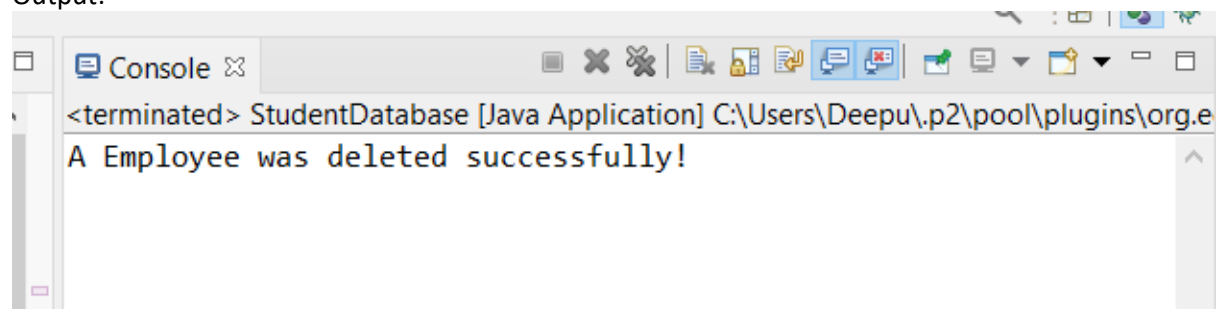 Output:
Console
<terminated> StudentDatabase [Java Application] C:\Users\Deepu\.p2\pool\plugins\org.e
A Employee was deleted successfully!